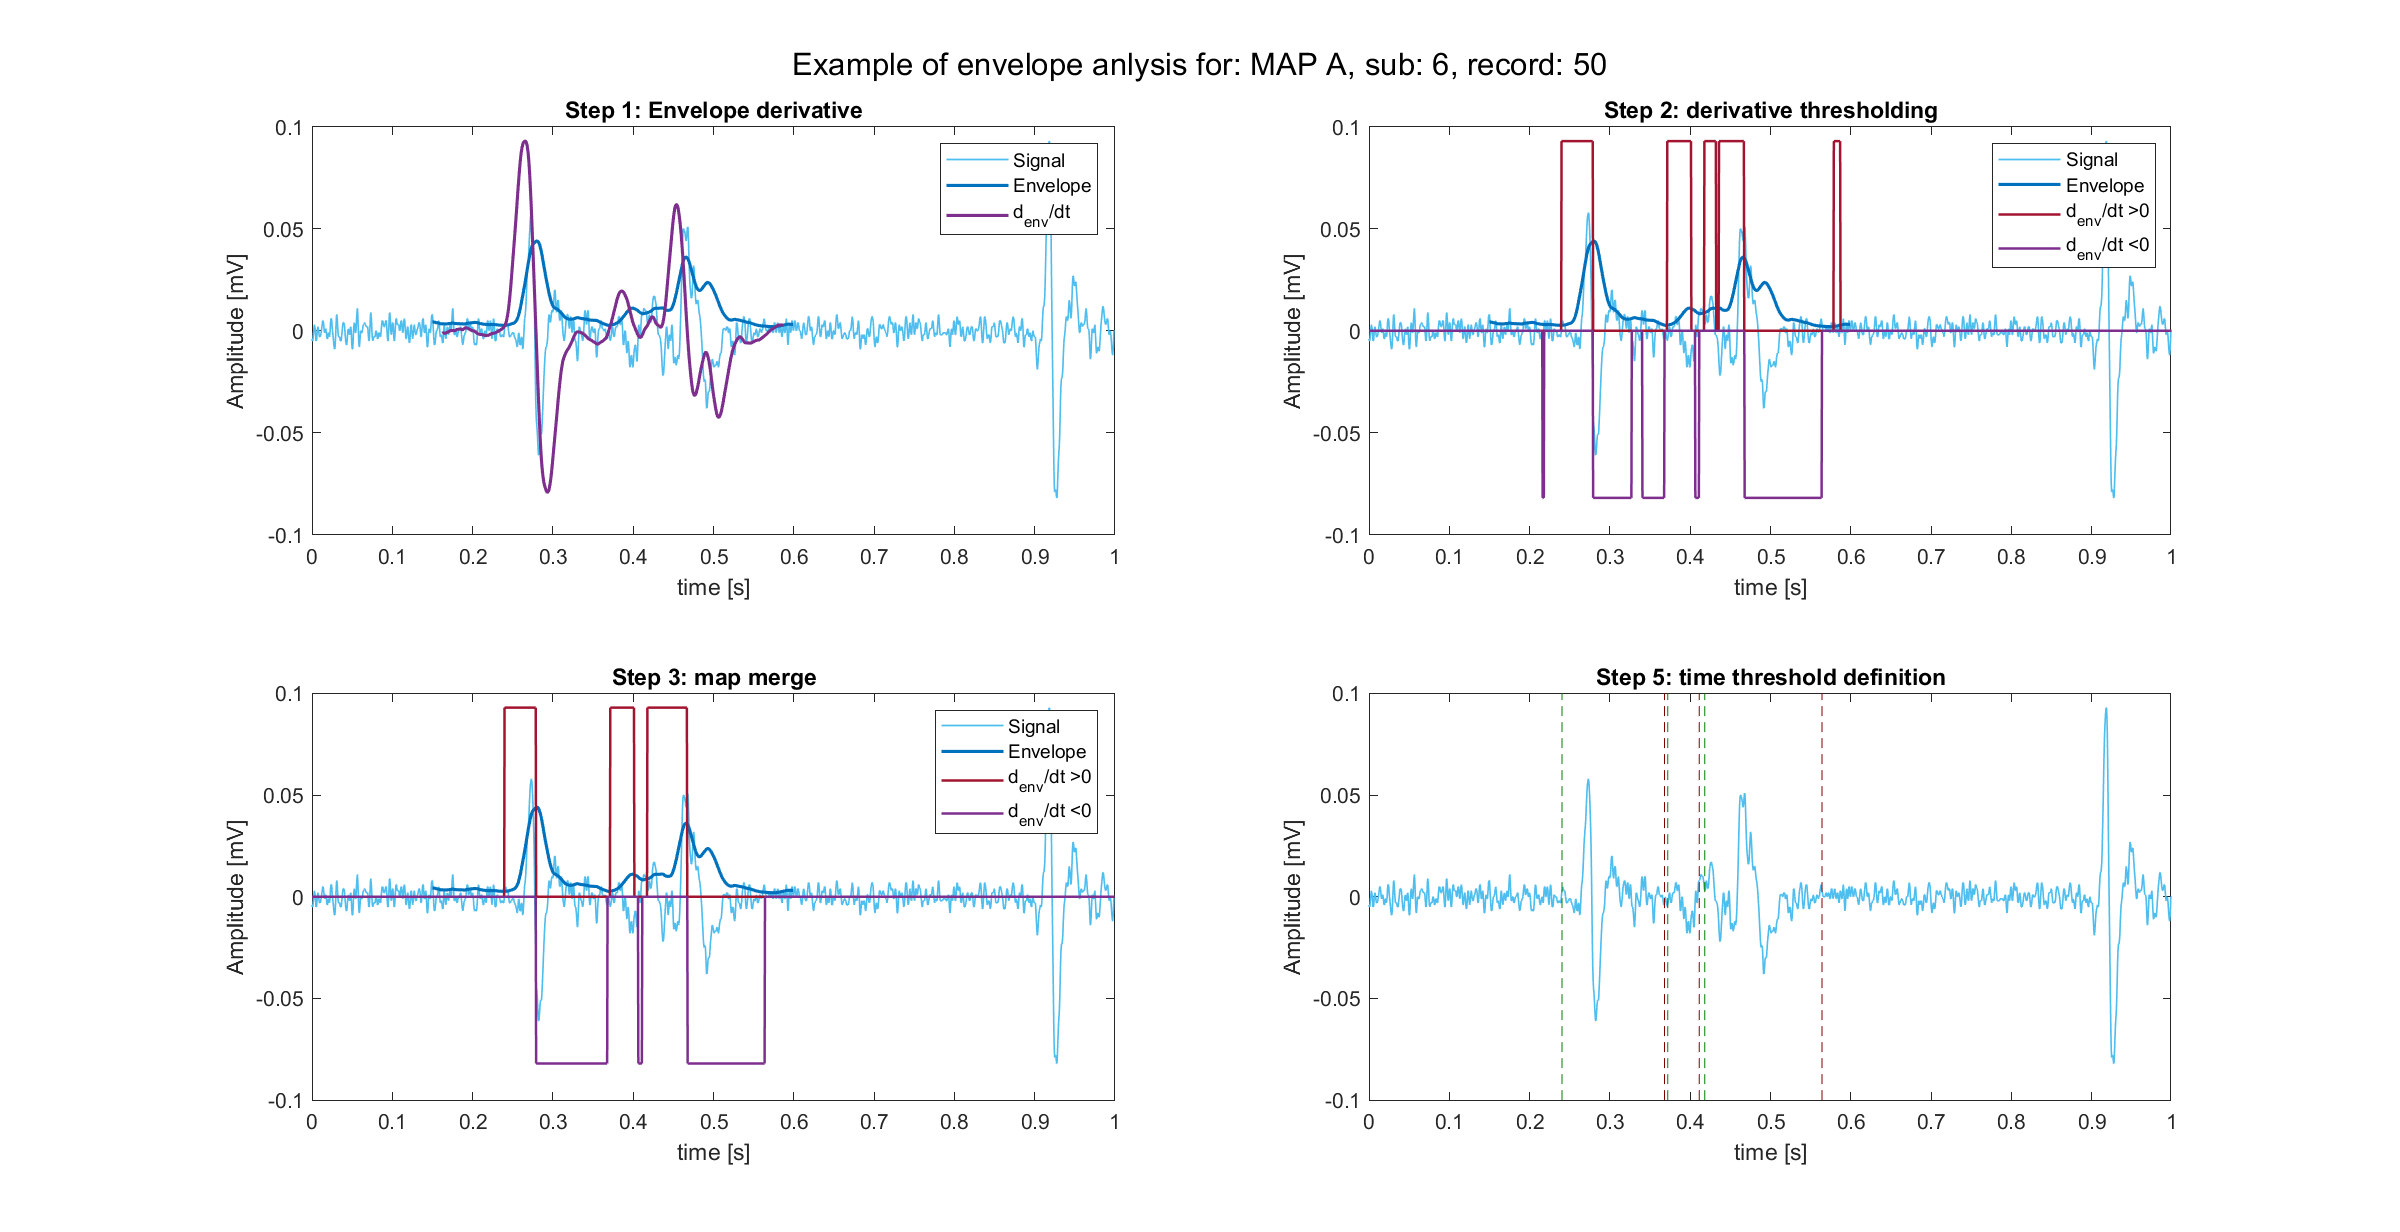 Example of envelope anlysis for: MAP A, sub: 6, record: 50
Step 1: Envelope derivative
0.1
0.05
0
-0.05
-0.1
Amplitude [mV]
0 0.1 0.2 0.3 0.4 0.5 0.6 0.7 0.8 0.9 1
time [s]
Signal
Envelope
d_env/dt
Step 2: derivative thresholding
0.1
0.05
0
-0.05
-0.1
Amplitude [mV]
0 0.1 0.2 0.3 0.4 0.5 0.6 0.7 0.8 0.9 1
time [s]
Signal
Envelope
d_env/dt >0
d_env/dt <0
Step 3: map merge
0.1
0.05
0
-0.05
-0.1
Amplitude [mV]
0 0.1 0.2 0.3 0.4 0.5 0.6 0.7 0.8 0.9 1
time [s]
Signal
Envelope
d_env/dt >0
d_env/dt <0
Step 5: time threshold definition
0.1
0.05
0
-0.05
-0.1
Amplitude [mV]
0 0.1 0.2 0.3 0.4 0.5 0.6 0.7 0.8 0.9 1
time [s]